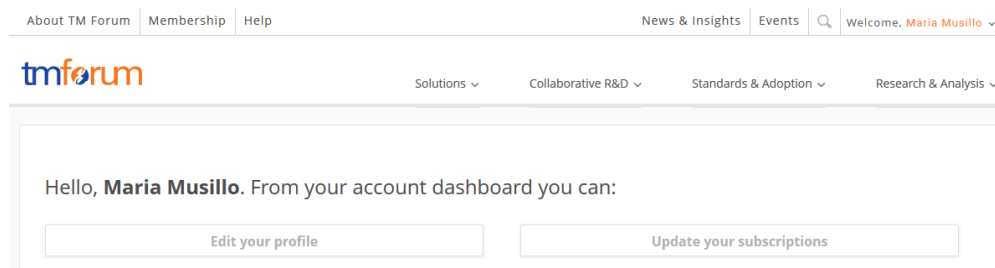 About TM Forum Membership Help News & Insights Events Welcome, Maria Musillo
tmforum Solutions Collaborative R&D Standards & Adoption Research & Analysis
Hello, Maria Musillo. From your account dashboard you can:
Edit your profile Update your subscriptions